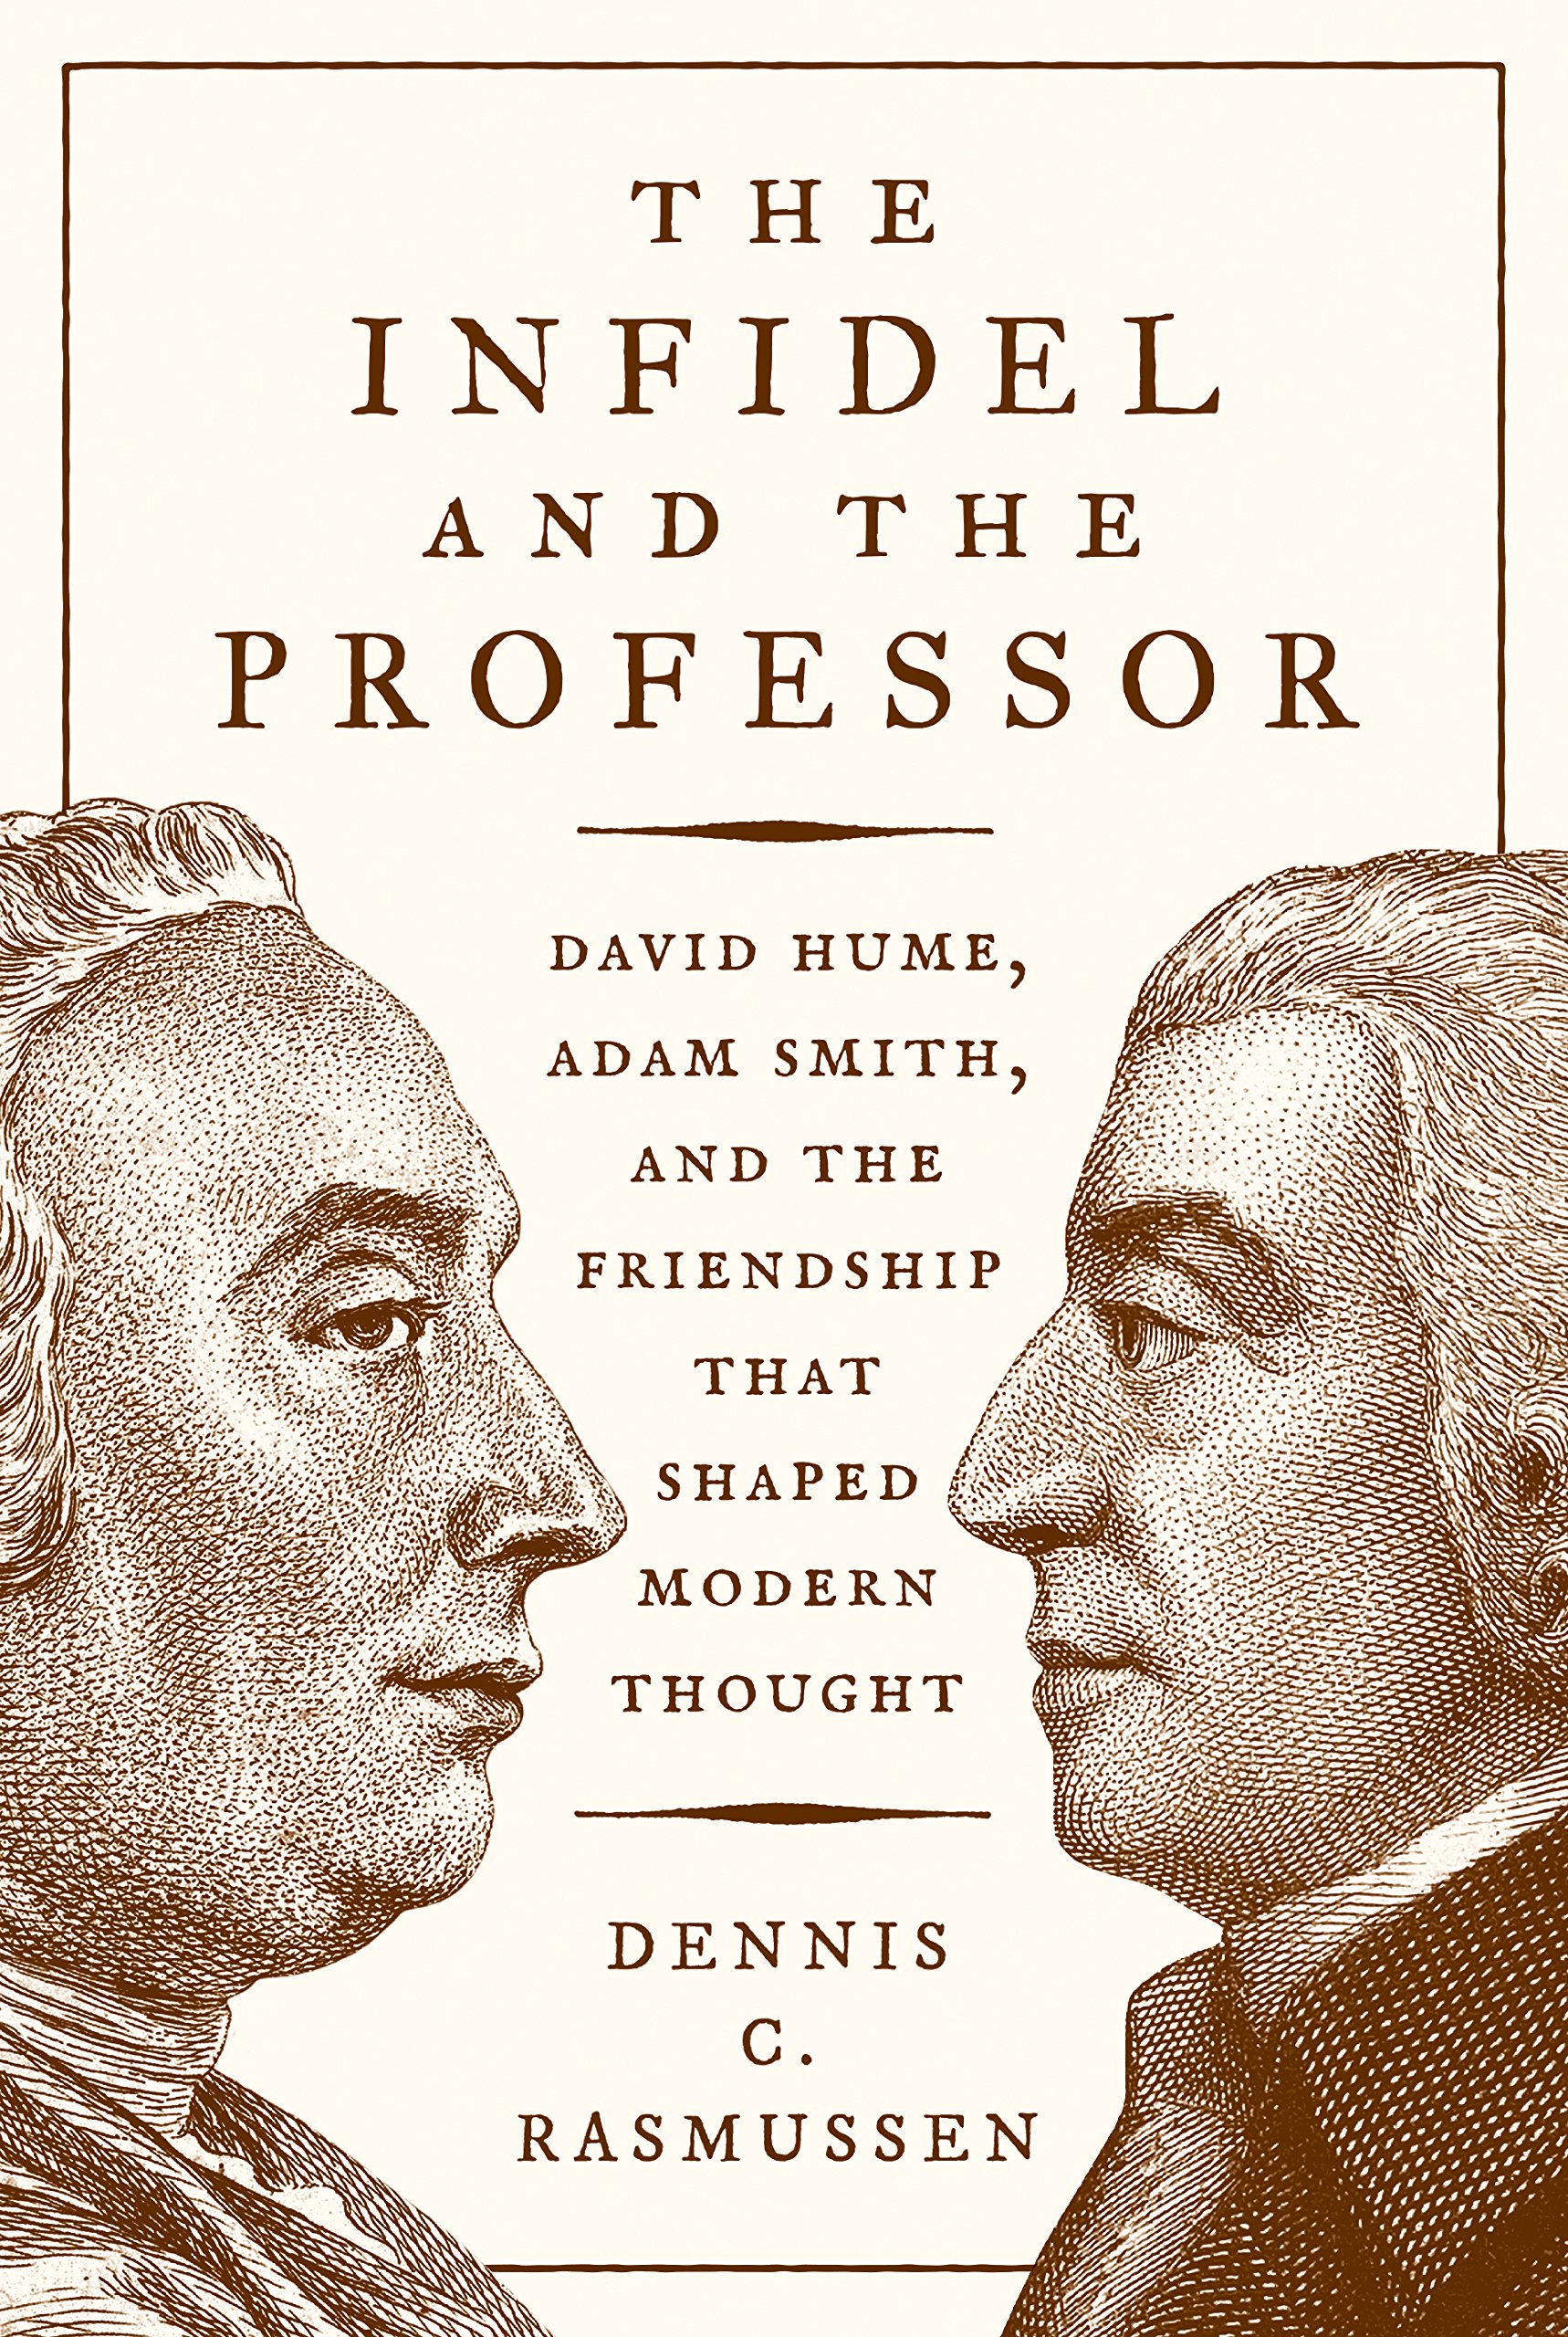 THE
INFIDEL
AND THE
PROFESSOR
DAVID HUME,
ADAM SMITH,
AND THE
FRIENDSHIP
THAT
SHAPED
MODERN
THOUGHT
DENNIS
C.
RASMUSSEN